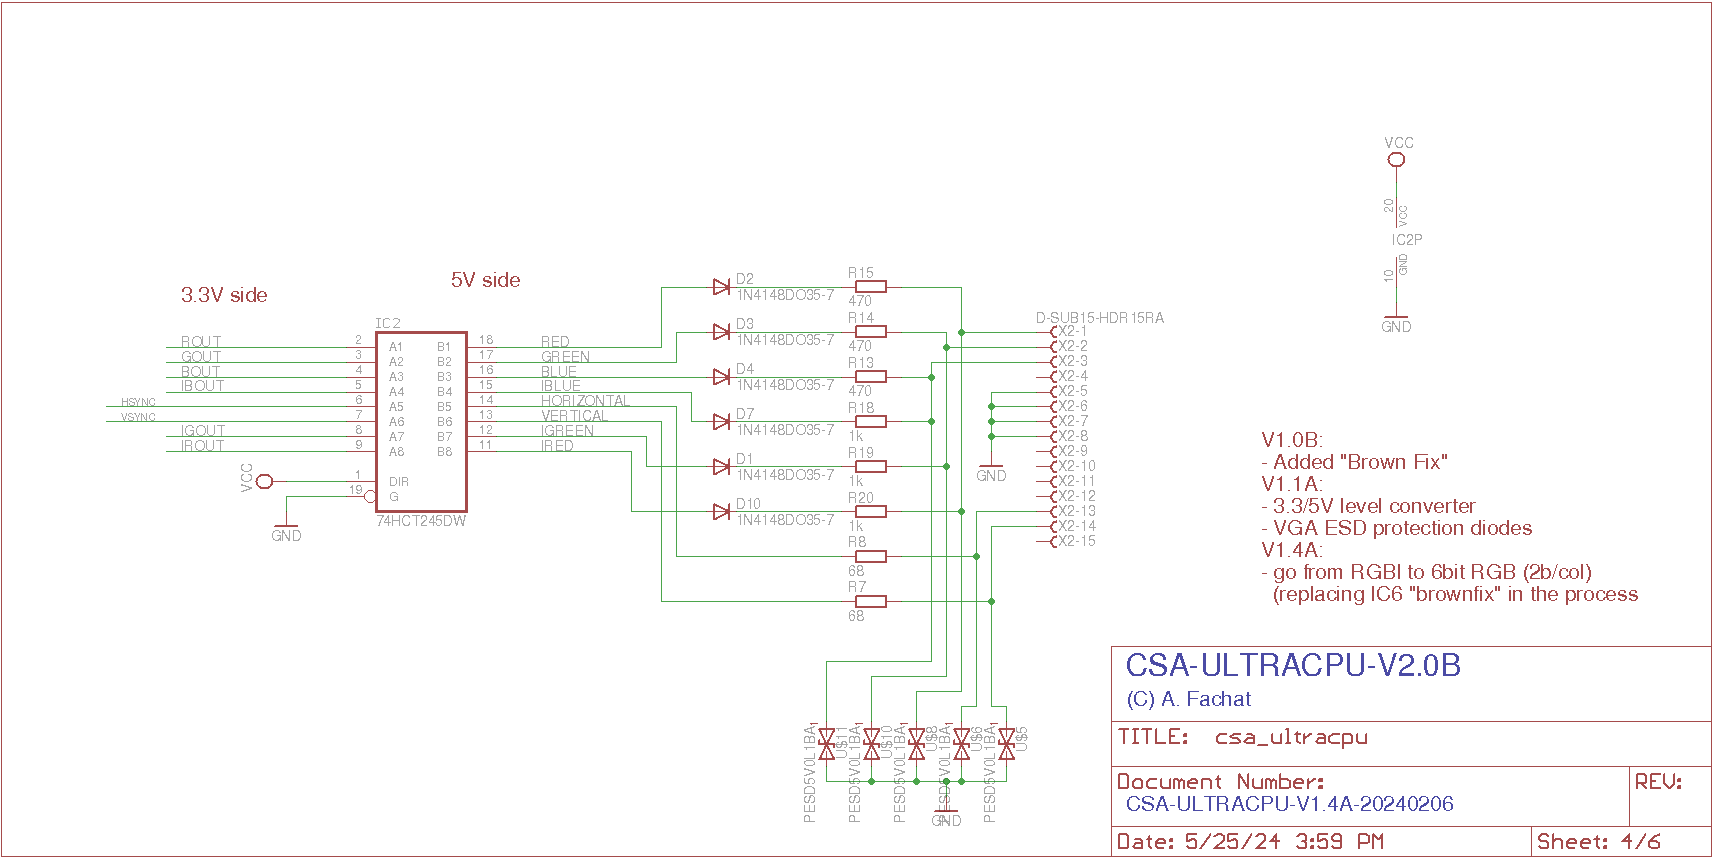 VCC
20
VCC
IC2P
GND
10
GND
3.3V side
5V side
IC2
ROUT 2 A1 B1 18 RED
GOUT 3 A2 B2 17 GREEN
BOUT 4 A3 B3 16 BLUE
IBOUT 5 A4 B4 15 IBLUE
HSYNC 6 A5 B5 14 HORIZONTAL
VSYNC 7 A6 B6 13 VERTICAL
IGOUT 8 A7 B7 12 IGREEN
IROUT 9 A8 B8 11 IRED
VCC 1 DIR
19 G
74HCT245DW
GND
D2 R15
1N4148DO35-7 470
D3 R14
1N4148DO35-7 470
D4 R13
1N4148DO35-7 470
D7 R18
1N4148DO35-7 1k
D1 R19
1N4148DO35-7 1k
D10 R20
1N4148DO35-7 1k
R8
68
R7
68
D-SUB15-HDR15RA
X2-1
X2-2
X2-3
X2-4
X2-5
X2-6
X2-7
X2-8
X2-9
X2-10
X2-11
X2-12
X2-13
X2-14
X2-15
GND
PESD5V0L1BA 1 U$11
PESD5V0L1BA 1 U$10
PESD5V0L1BA 1 U$8
PESD5V0L1BA 1 U$6
PESD5V0L1BA 1 U$5
GND
V1.0B:
- Added "Brown Fix"
V1.1A:
- 3.3/5V level converter
- VGA ESD protection diodes
V1.4A:
- go from RGBI to 6bit RGB (2b/col)
(replacing IC6 "brownfix" in the process
CSA-ULTRACPU-V2.0B
(C) A. Fachat
TITLE: csa_ultracpu
Document Number:
CSA-ULTRACPU-V1.4A-20240206
REV:
Date: 5/25/24 3:59 PM
Sheet: 4/6